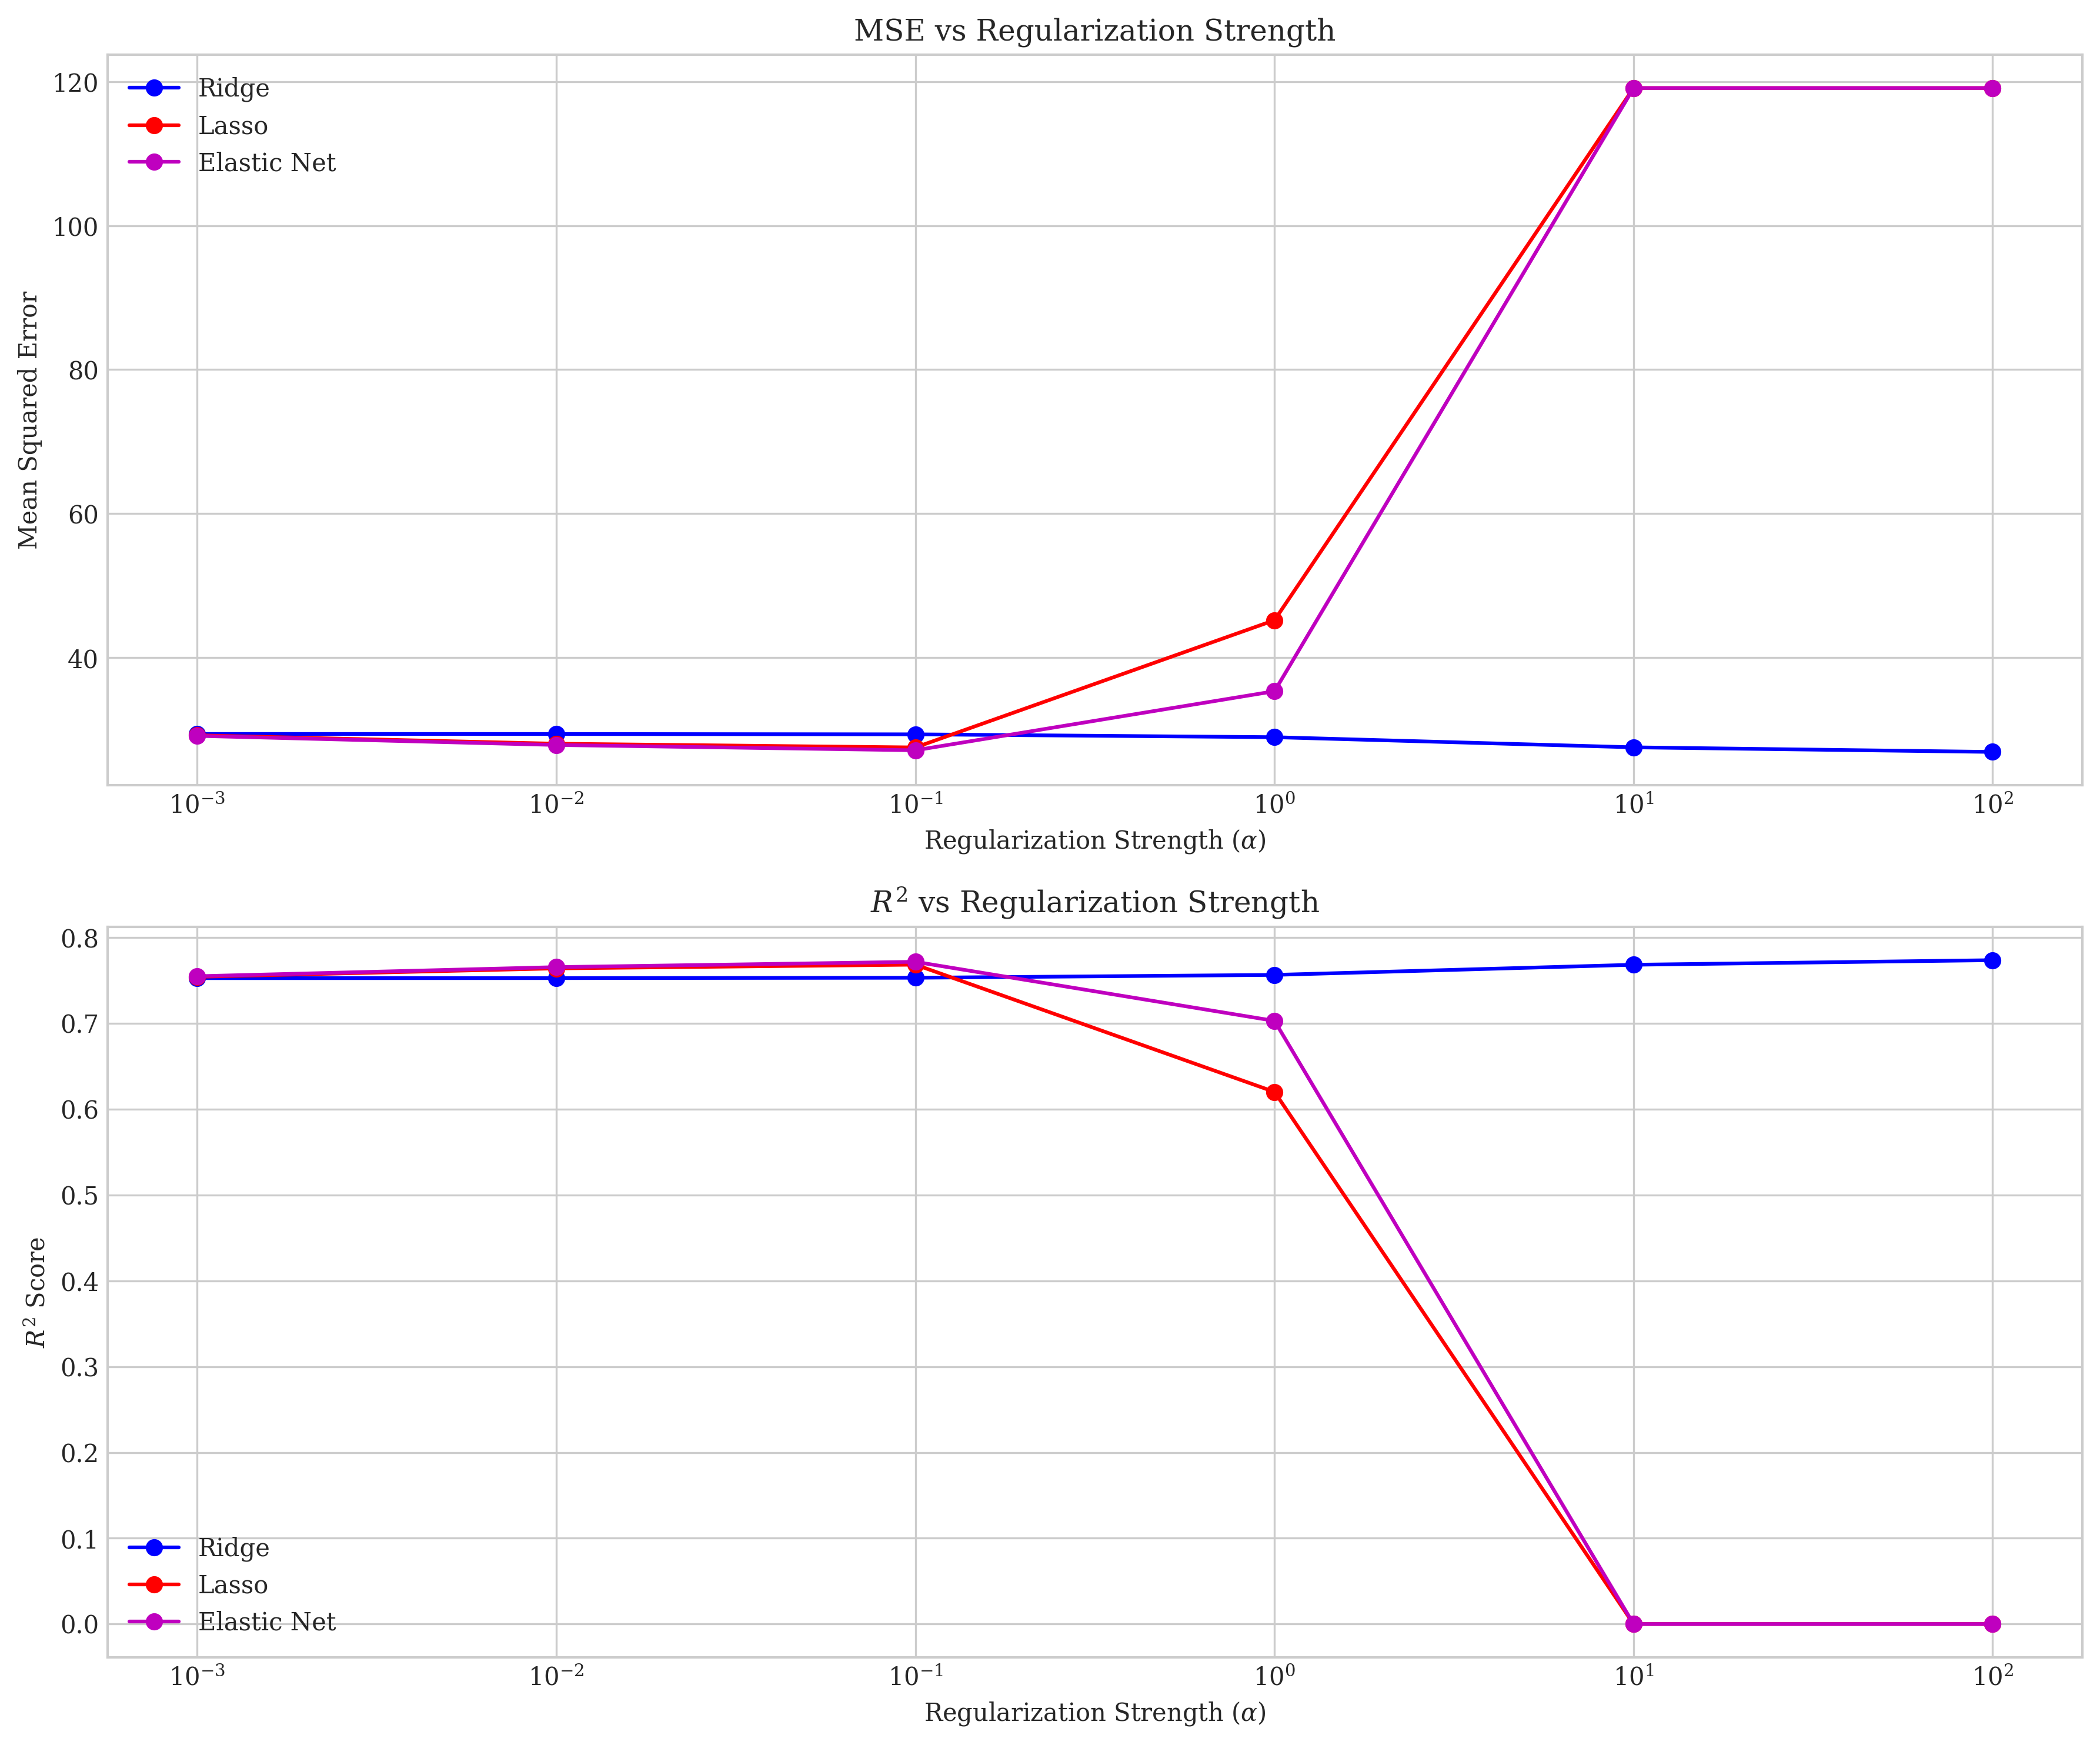 MSE vs Regularization Strength
120
100
80
60
40
Mean Squared Error
Ridge
Lasso
Elastic Net
10⁻³ 10⁻² 10⁻¹ 10⁰ 10¹ 10²
Regularization Strength (α)
R² vs Regularization Strength
0.8
0.7
0.6
0.5
0.4
0.3
0.2
0.1
0.0
R² Score
Ridge
Lasso
Elastic Net
10⁻³ 10⁻² 10⁻¹ 10⁰ 10¹ 10²
Regularization Strength (α)